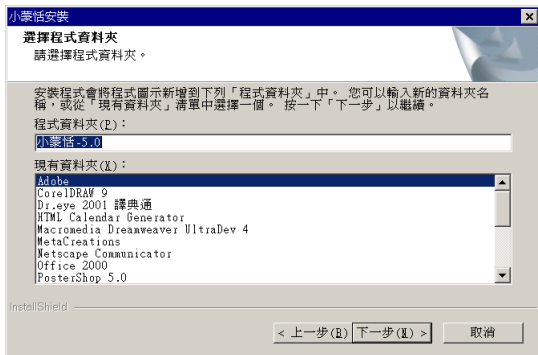 小蒙恬安裝
選擇程式資料夾
請選擇程式資料夾。
安裝程式會將程式圖示新增到下列「程式資料夾」中。 您可以輸入新的資料夾名
稱，或從「現有資料夾」清單中選擇一個。 按一下「下一步」以繼續。
程式資料夾(P)：
小蒙恬-5.0
現有資料夾(X)：
Adobe
CorelDRAW 9
Dr.eye 2001 譯典通
HTML Calendar Generator
Macromedia Dreamweaver UltraDev 4
MetaCreations
Netscape Communicator
Office 2000
PosterShop 5.0
InstallShield
< 上一步(B) 下一步(N) > 取消